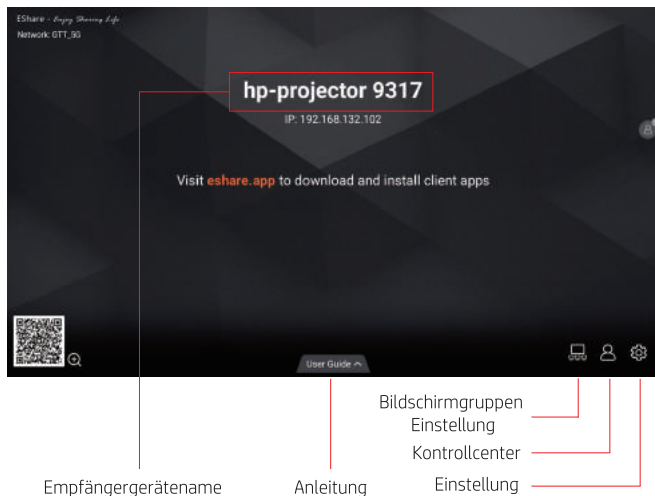 EShare - Enjoy Sharing Life
Network: GTT_5G
hp-projector 9317
IP: 192.168.132.102
Visit eshare.app to download and install client apps
User Guide
Bildschirmgruppen
Einstellung
Kontrollcenter
Empfängergerätename
Anleitung
Einstellung